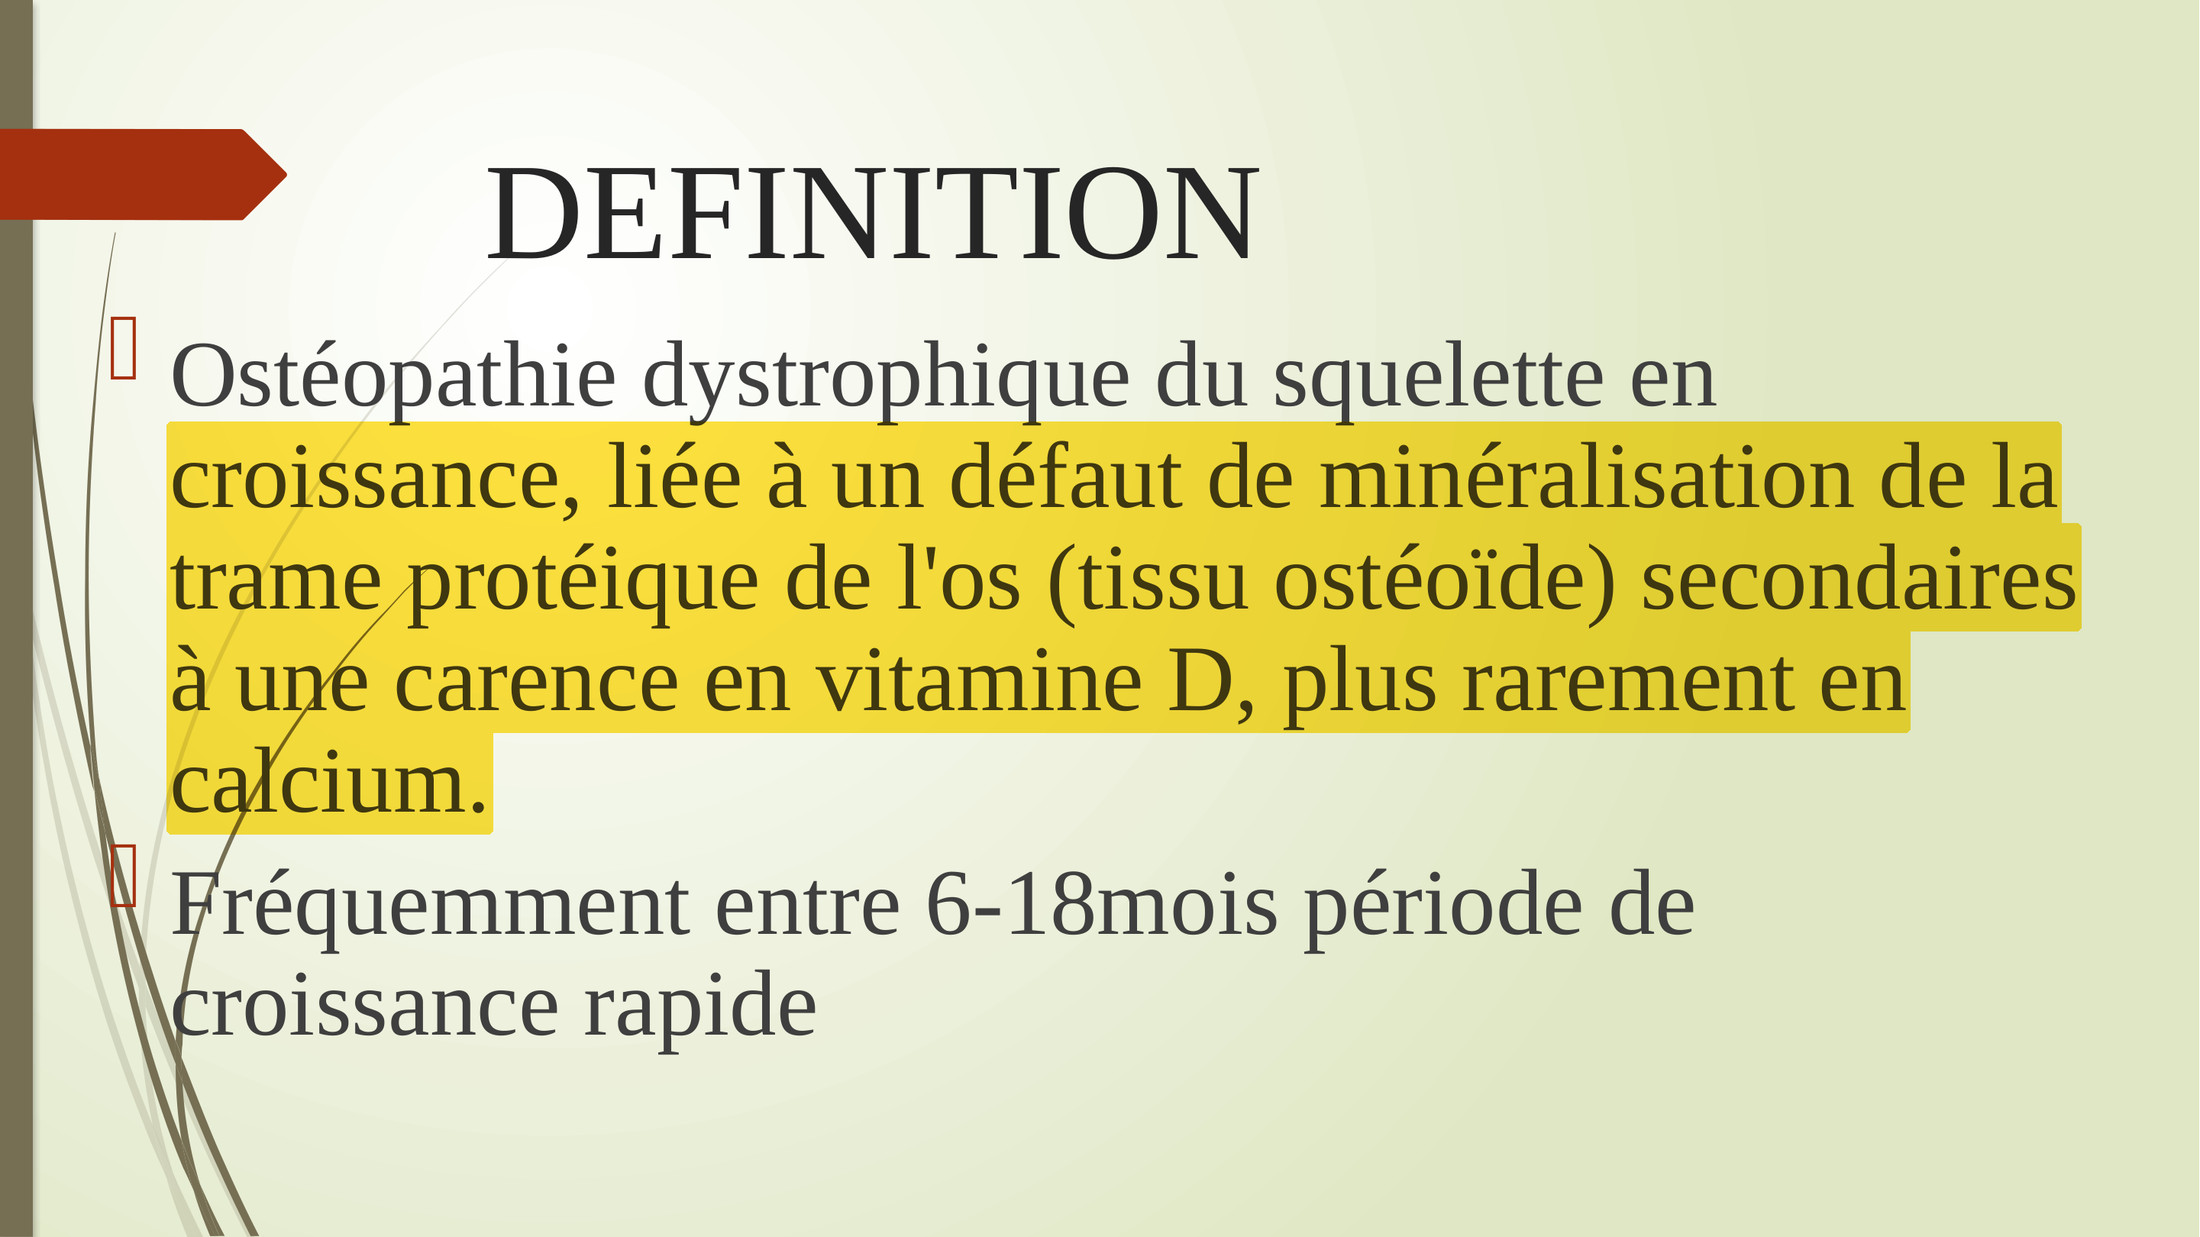 DEFINITION
Ostéopathie dystrophique du squelette en
croissance, liée à un défaut de minéralisation de la
trame protéique de l'os (tissu ostéoïde) secondaires
à une carence en vitamine D, plus rarement en
calcium.
Fréquemment entre 6-18mois période de
croissance rapide